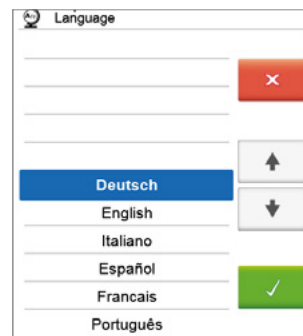 Language
Deutsch
English
Italiano
Español
Francais
Português